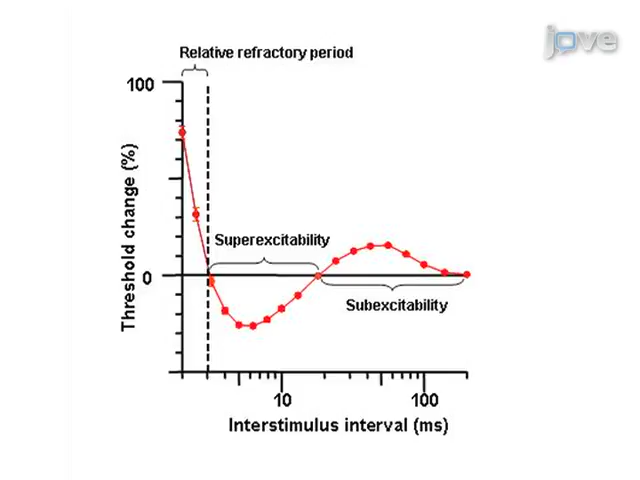 jove
Relative refractory period
100
Threshold change (%)
Superexcitability
0
Subexcitability
10
100
Interstimulus interval (ms)